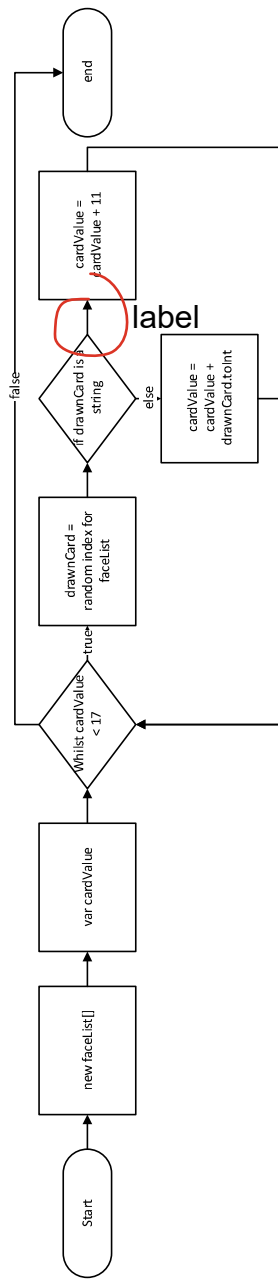 Start
new faceList[]
var cardValue
Whilst cardValue
< 17
true
false
drawnCard =
random index for
faceList
if drawnCard is a
string
label
else
cardValue =
cardValue + 11
cardValue =
cardValue +
drawnCard.toInt
end